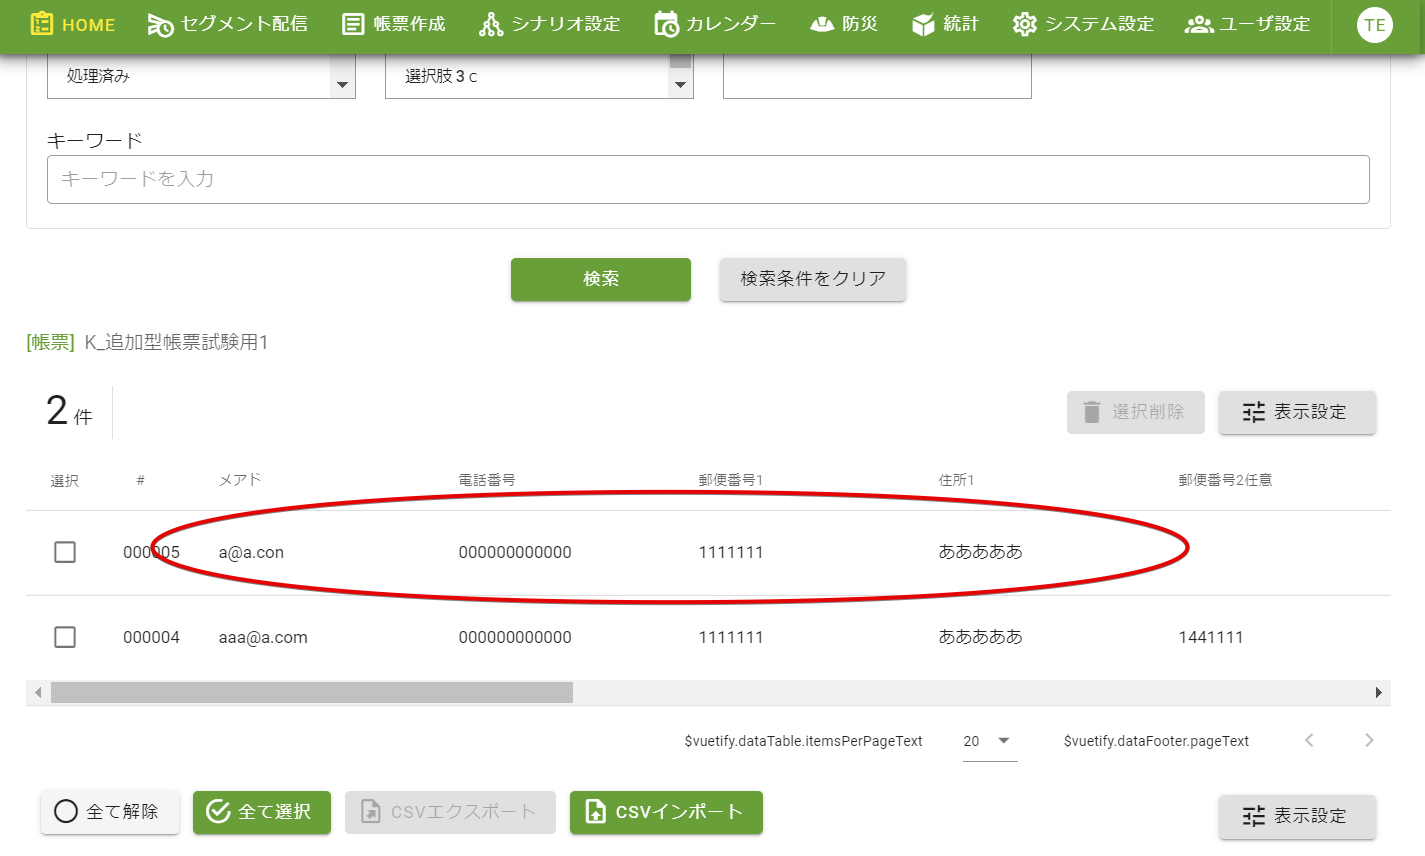 HOME セグメント配信 帳票作成 シナリオ設定 カレンダー 防災 統計 システム設定 ユーザ設定 TE
処理済み 選択肢3c
キーワード
キーワードを入力
検索 検索条件をクリア
[帳票] K_追加型帳票試験用1
2 件 選択削除 表示設定
選択 # メアド 電話番号 郵便番号1 住所1 郵便番号2任意
000005 a@a.con 000000000000 1111111 あああああ
000004 aaa@a.com 000000000000 1111111 あああああ 1441111
$vuetify.dataTable.itemsPerPageText 20 $vuetify.dataFooter.pageText
全て解除 全て選択 CSVエクスポート CSVインポート 表示設定